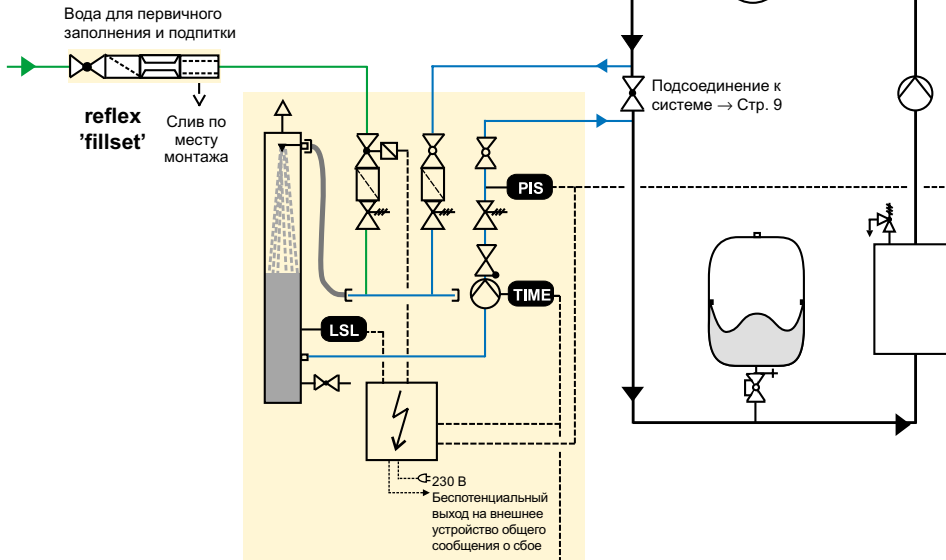 Вода для первичного
заполнения и подпитки
reflex
'fillset'
Слив по
месту
монтажа
Подсоединение к
системе → Стр. 9
PIS
TIME
LSL
230 В
Беспотенциальный
выход на внешнее
устройство общего
сообщения о сбое